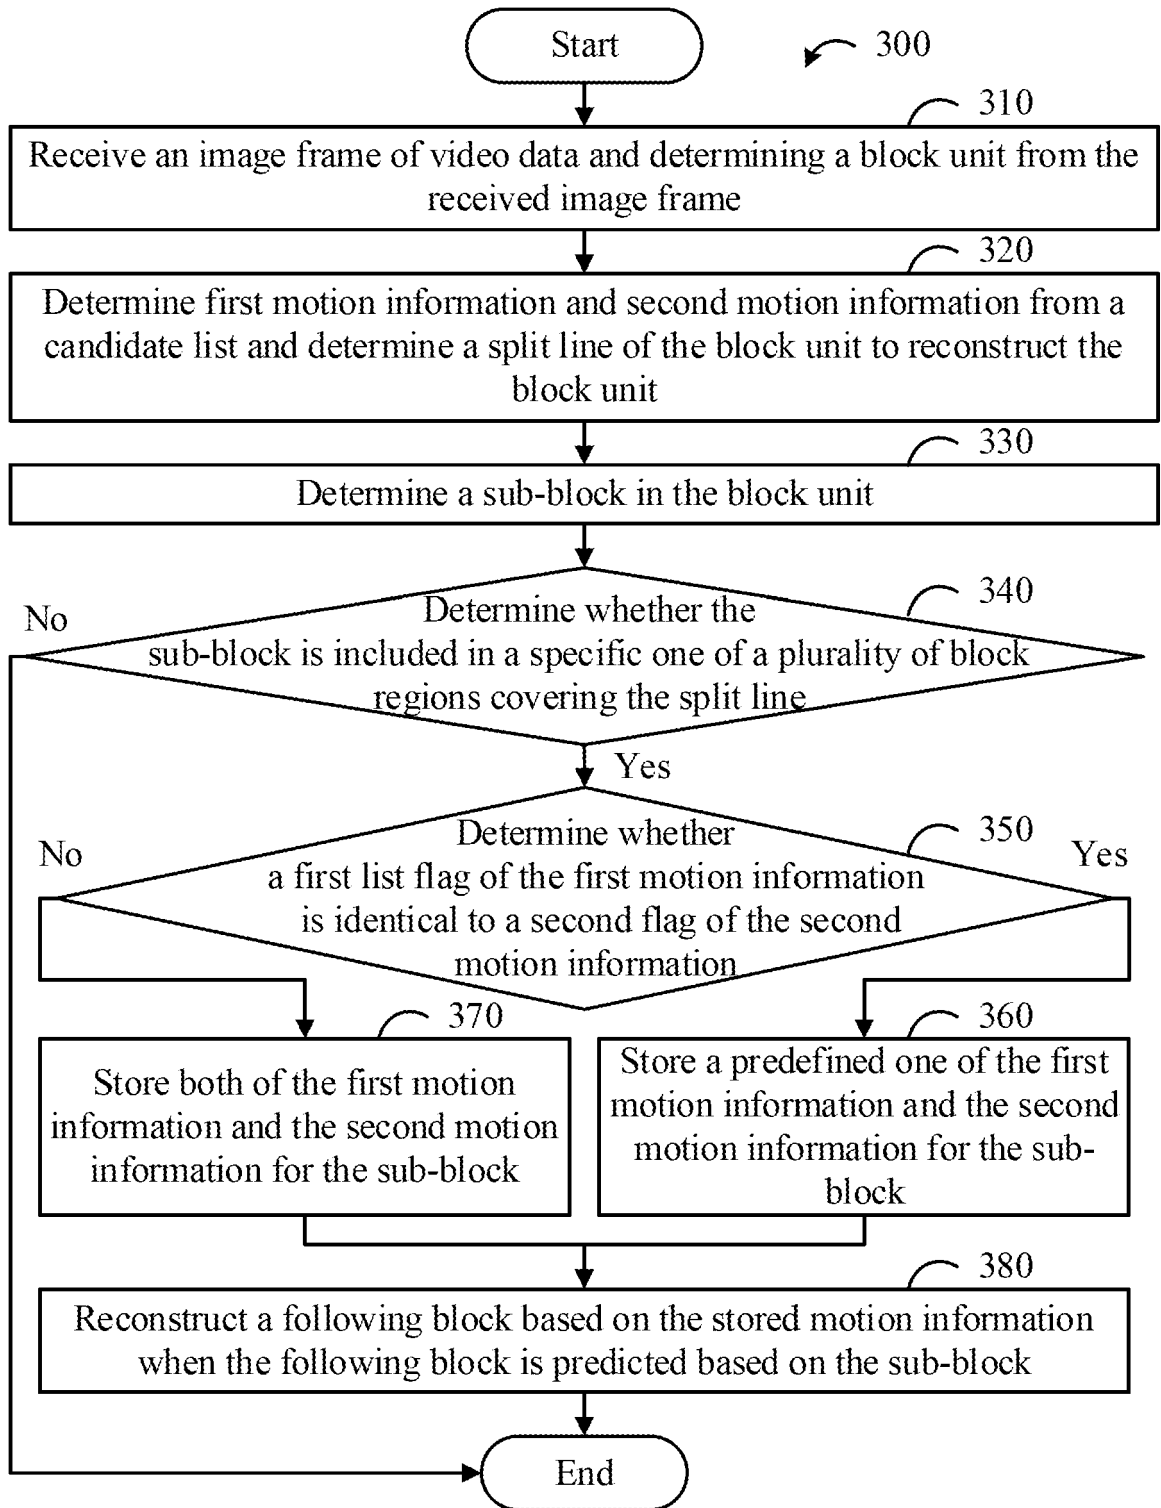 Start
300
310
Receive an image frame of video data and determining a block unit from the
received image frame
320
Determine first motion information and second motion information from a
candidate list and determine a split line of the block unit to reconstruct the
block unit
330
Determine a sub-block in the block unit
340
No
Determine whether the
sub-block is included in a specific one of a plurality of block
regions covering the split line
Yes
350
No
Yes
Determine whether
a first list flag of the first motion information
is identical to a second flag of the second
motion information
370
Store both of the first motion
information and the second motion
information for the sub-block
360
Store a predefined one of the first
motion information and the second
motion information for the sub-
block
380
Reconstruct a following block based on the stored motion information
when the following block is predicted based on the sub-block
End